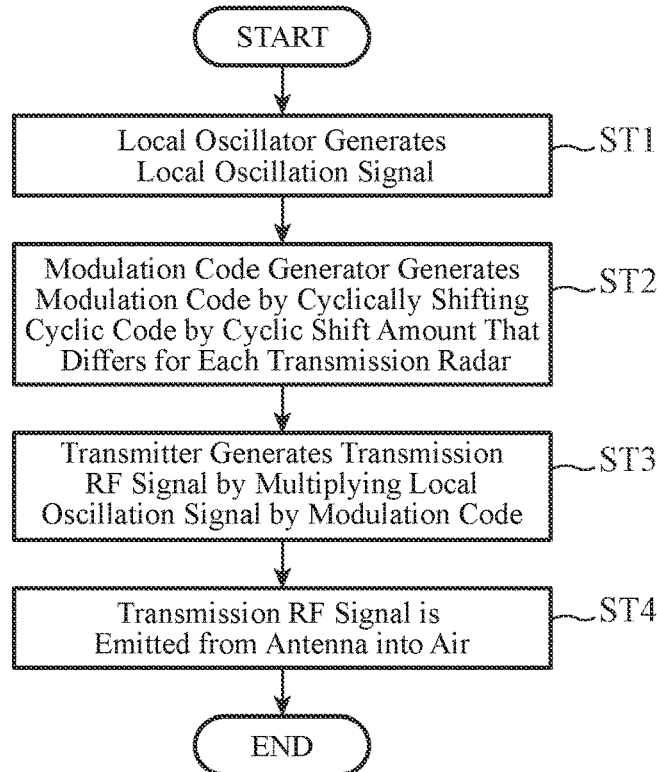 START
Local Oscillator Generates
Local Oscillation Signal
ST1
Modulation Code Generator Generates
Modulation Code by Cyclically Shifting
Cyclic Code by Cyclic Shift Amount That
Differs for Each Transmission Radar
ST2
Transmitter Generates Transmission
RF Signal by Multiplying Local
Oscillation Signal by Modulation Code
ST3
Transmission RF Signal is
Emitted from Antenna into Air
ST4
END